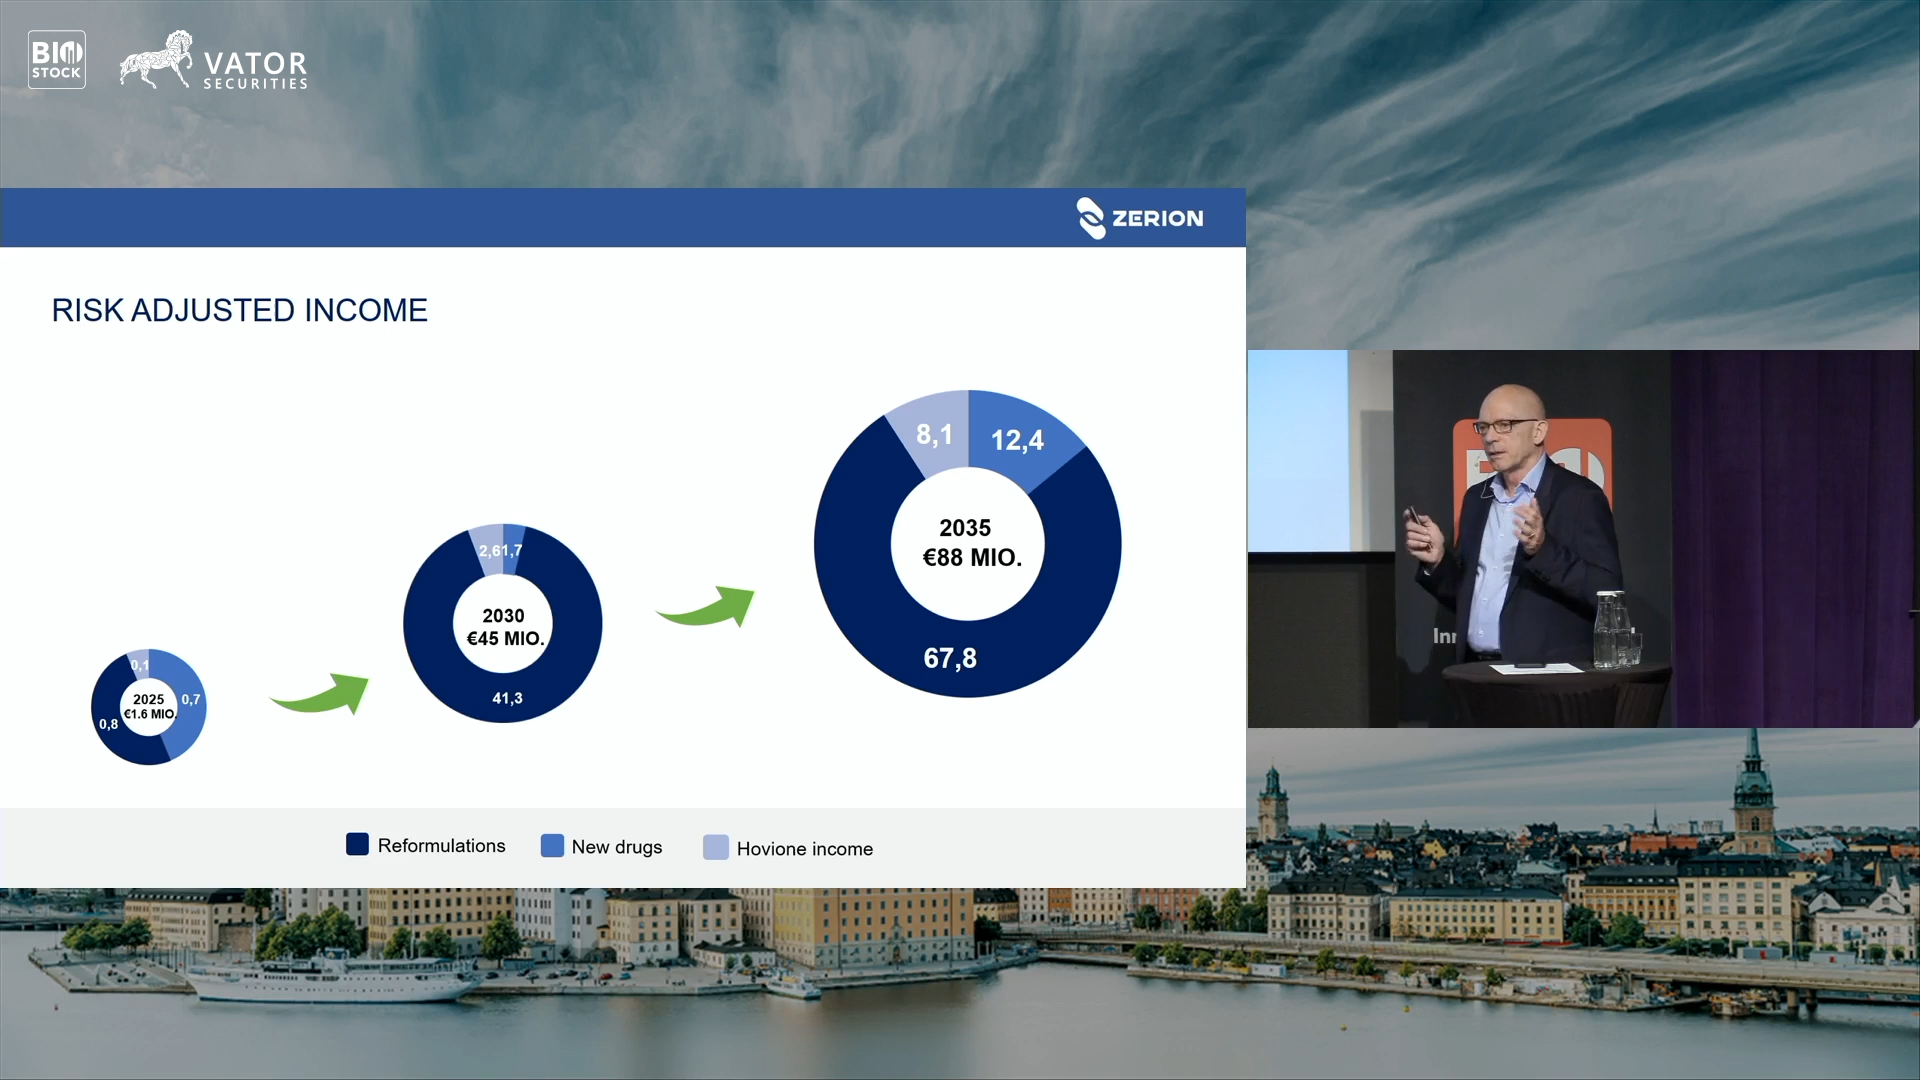 BIO
STOCK
VATOR
SECURITIES
ZERION
RISK ADJUSTED INCOME
8,1
12,4
2035
€88 MIO.
67,8
2,6
1,7
2030
€45 MIO.
41,3
0,1
2025
€1.6 MIO.
0,7
0,8
Reformulations
New drugs
Hovione income